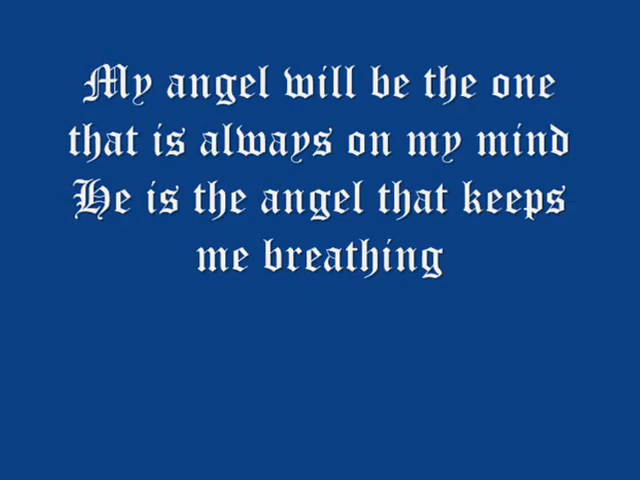 My angel will be the one
that is always on my mind
He is the angel that keeps
me breathing